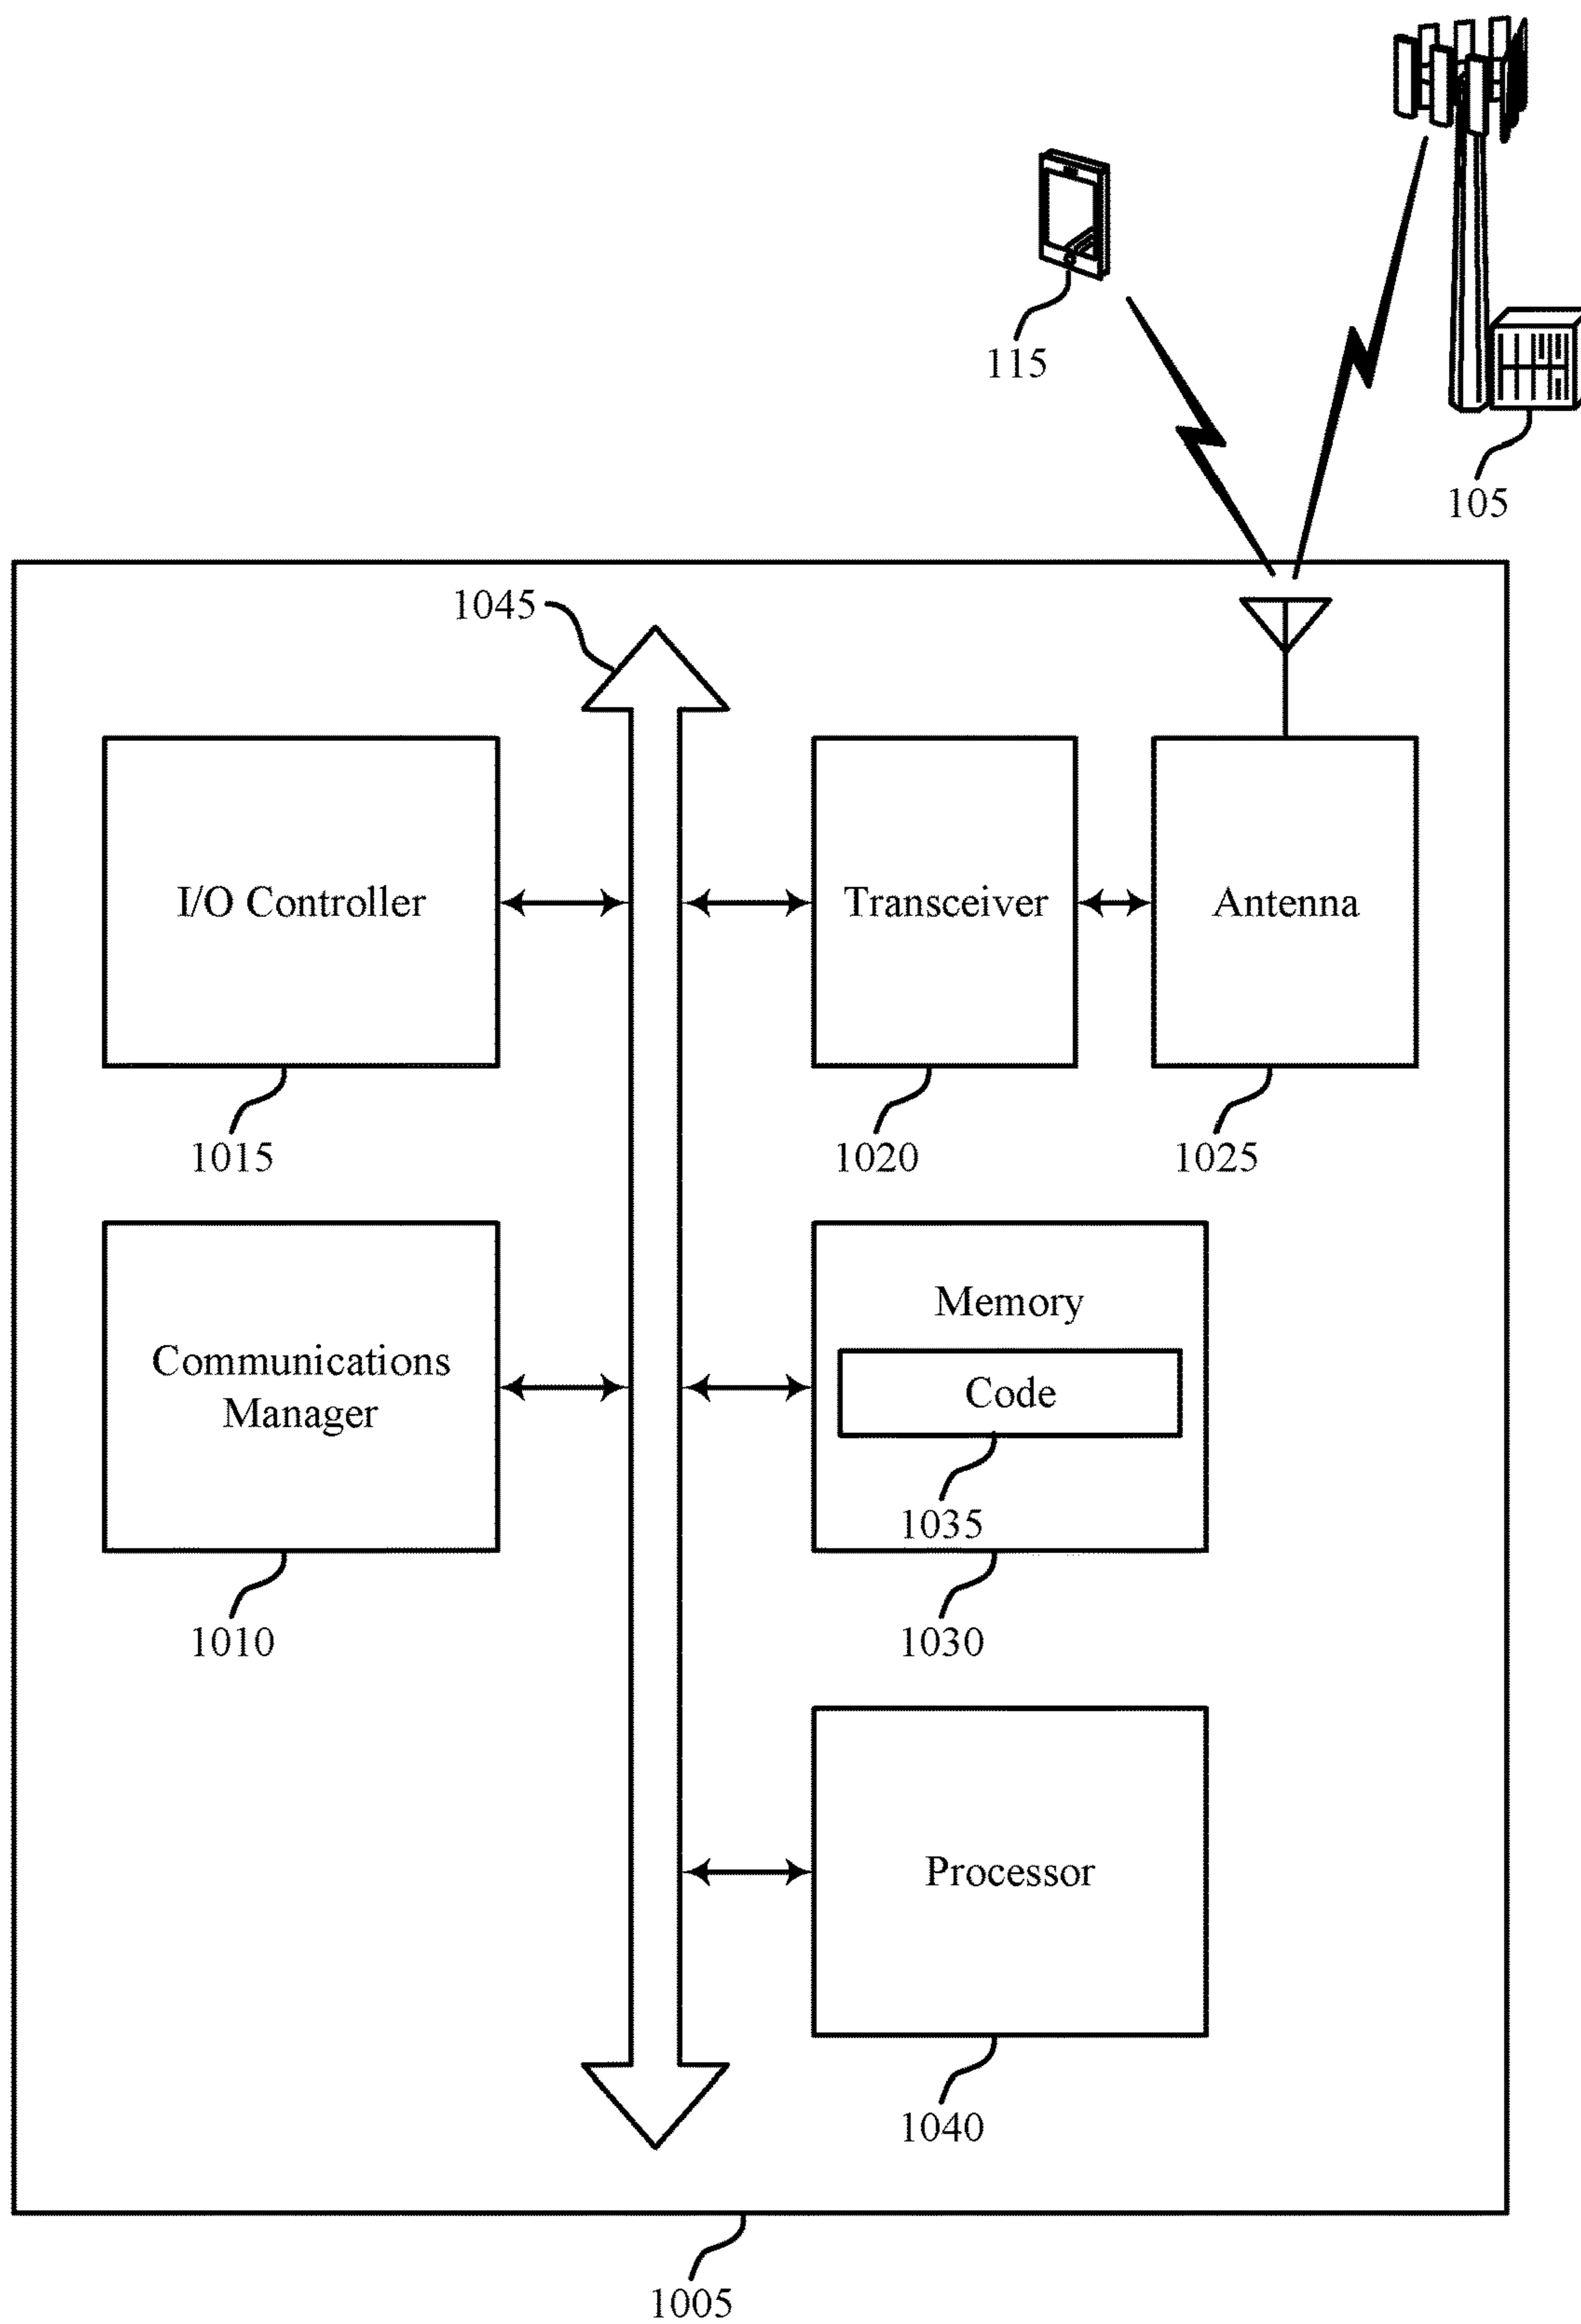 115
105
1045
I/O Controller
Transceiver
Antenna
1015
1020
1025
Communications
Manager
Memory
Code
1035
1010
1030
Processor
1040
1005